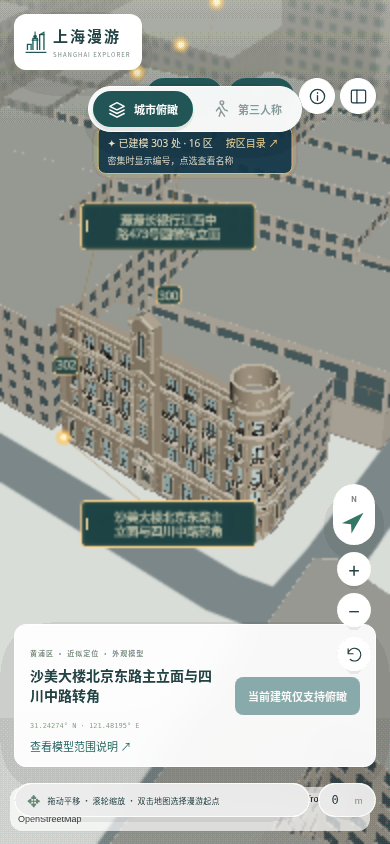 上海漫游
SHANGHAI EXPLORER
城市俯瞰
第三人称
✦ 已建模 303 处 · 16 区 按区目录 ↗
密集时显示编号，点选查看名称
300
302
沙美大楼北京东路主
立面与四川中路转角
N
+
−
黄浦区 · 近似定位 · 外观模型
沙美大楼北京东路主立面与四
川中路转角
当前建筑仅支持俯瞰
31.24274° N · 121.48195° E
查看模型范围说明 ↗
拖动平移 · 滚轮缩放 · 双击地图选择漫游起点
0 m
OpenStreetMap